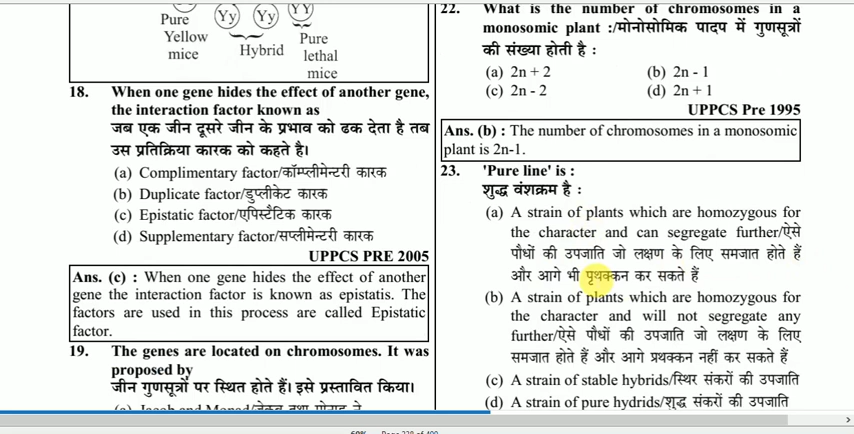 Pure
Yellow
mice
Yy
Yy
YY
Hybrid
Pure
lethal
mice
18. When one gene hides the effect of another gene,
the interaction factor known as
जब एक जीन दूसरे जीन के प्रभाव को ढक देता है तब
उस प्रतिक्रिया कारक को कहते है।
(a) Complimentary factor/कॉम्प्लीमेन्टरी कारक
(b) Duplicate factor/डुप्लीकेट कारक
(c) Epistatic factor/एपिस्टैटिक कारक
(d) Supplementary factor/सप्लीमेन्टरी कारक
UPPCS PRE 2005
Ans. (c) : When one gene hides the effect of another
gene the interaction factor is known as epistatis. The
factors are used in this process are called Epistatic
factor.
19. The genes are located on chromosomes. It was
proposed by
जीन गुणसूत्रों पर स्थित होते हैं। इसे प्रस्तावित किया।
22. What is the number of chromosomes in a
monosomic plant :/मोनोसोमिक पादप में गुणसूत्रों
की संख्या होती है :
(a) 2n + 2 (b) 2n - 1
(c) 2n - 2 (d) 2n + 1
UPPCS Pre 1995
Ans. (b) : The number of chromosomes in a monosomic
plant is 2n-1.
23. 'Pure line' is :
शुद्ध वंशक्रम है :
(a) A strain of plants which are homozygous for
the character and can segregate further/ऐसे
पौधों की उपजाति जो लक्षण के लिए समजात होते हैं
और आगे भी पृथक्कन कर सकते हैं
(b) A strain of plants which are homozygous for
the character and will not segregate any
further/ऐसे पौधों की उपजाति जो लक्षण के लिए
समजात होते हैं और आगे प्रथक्कन नहीं कर सकते हैं
(c) A strain of stable hybrids/स्थिर संकरों की उपजाति
(d) A strain of pure hydrids/शुद्ध संकरों की उपजाति